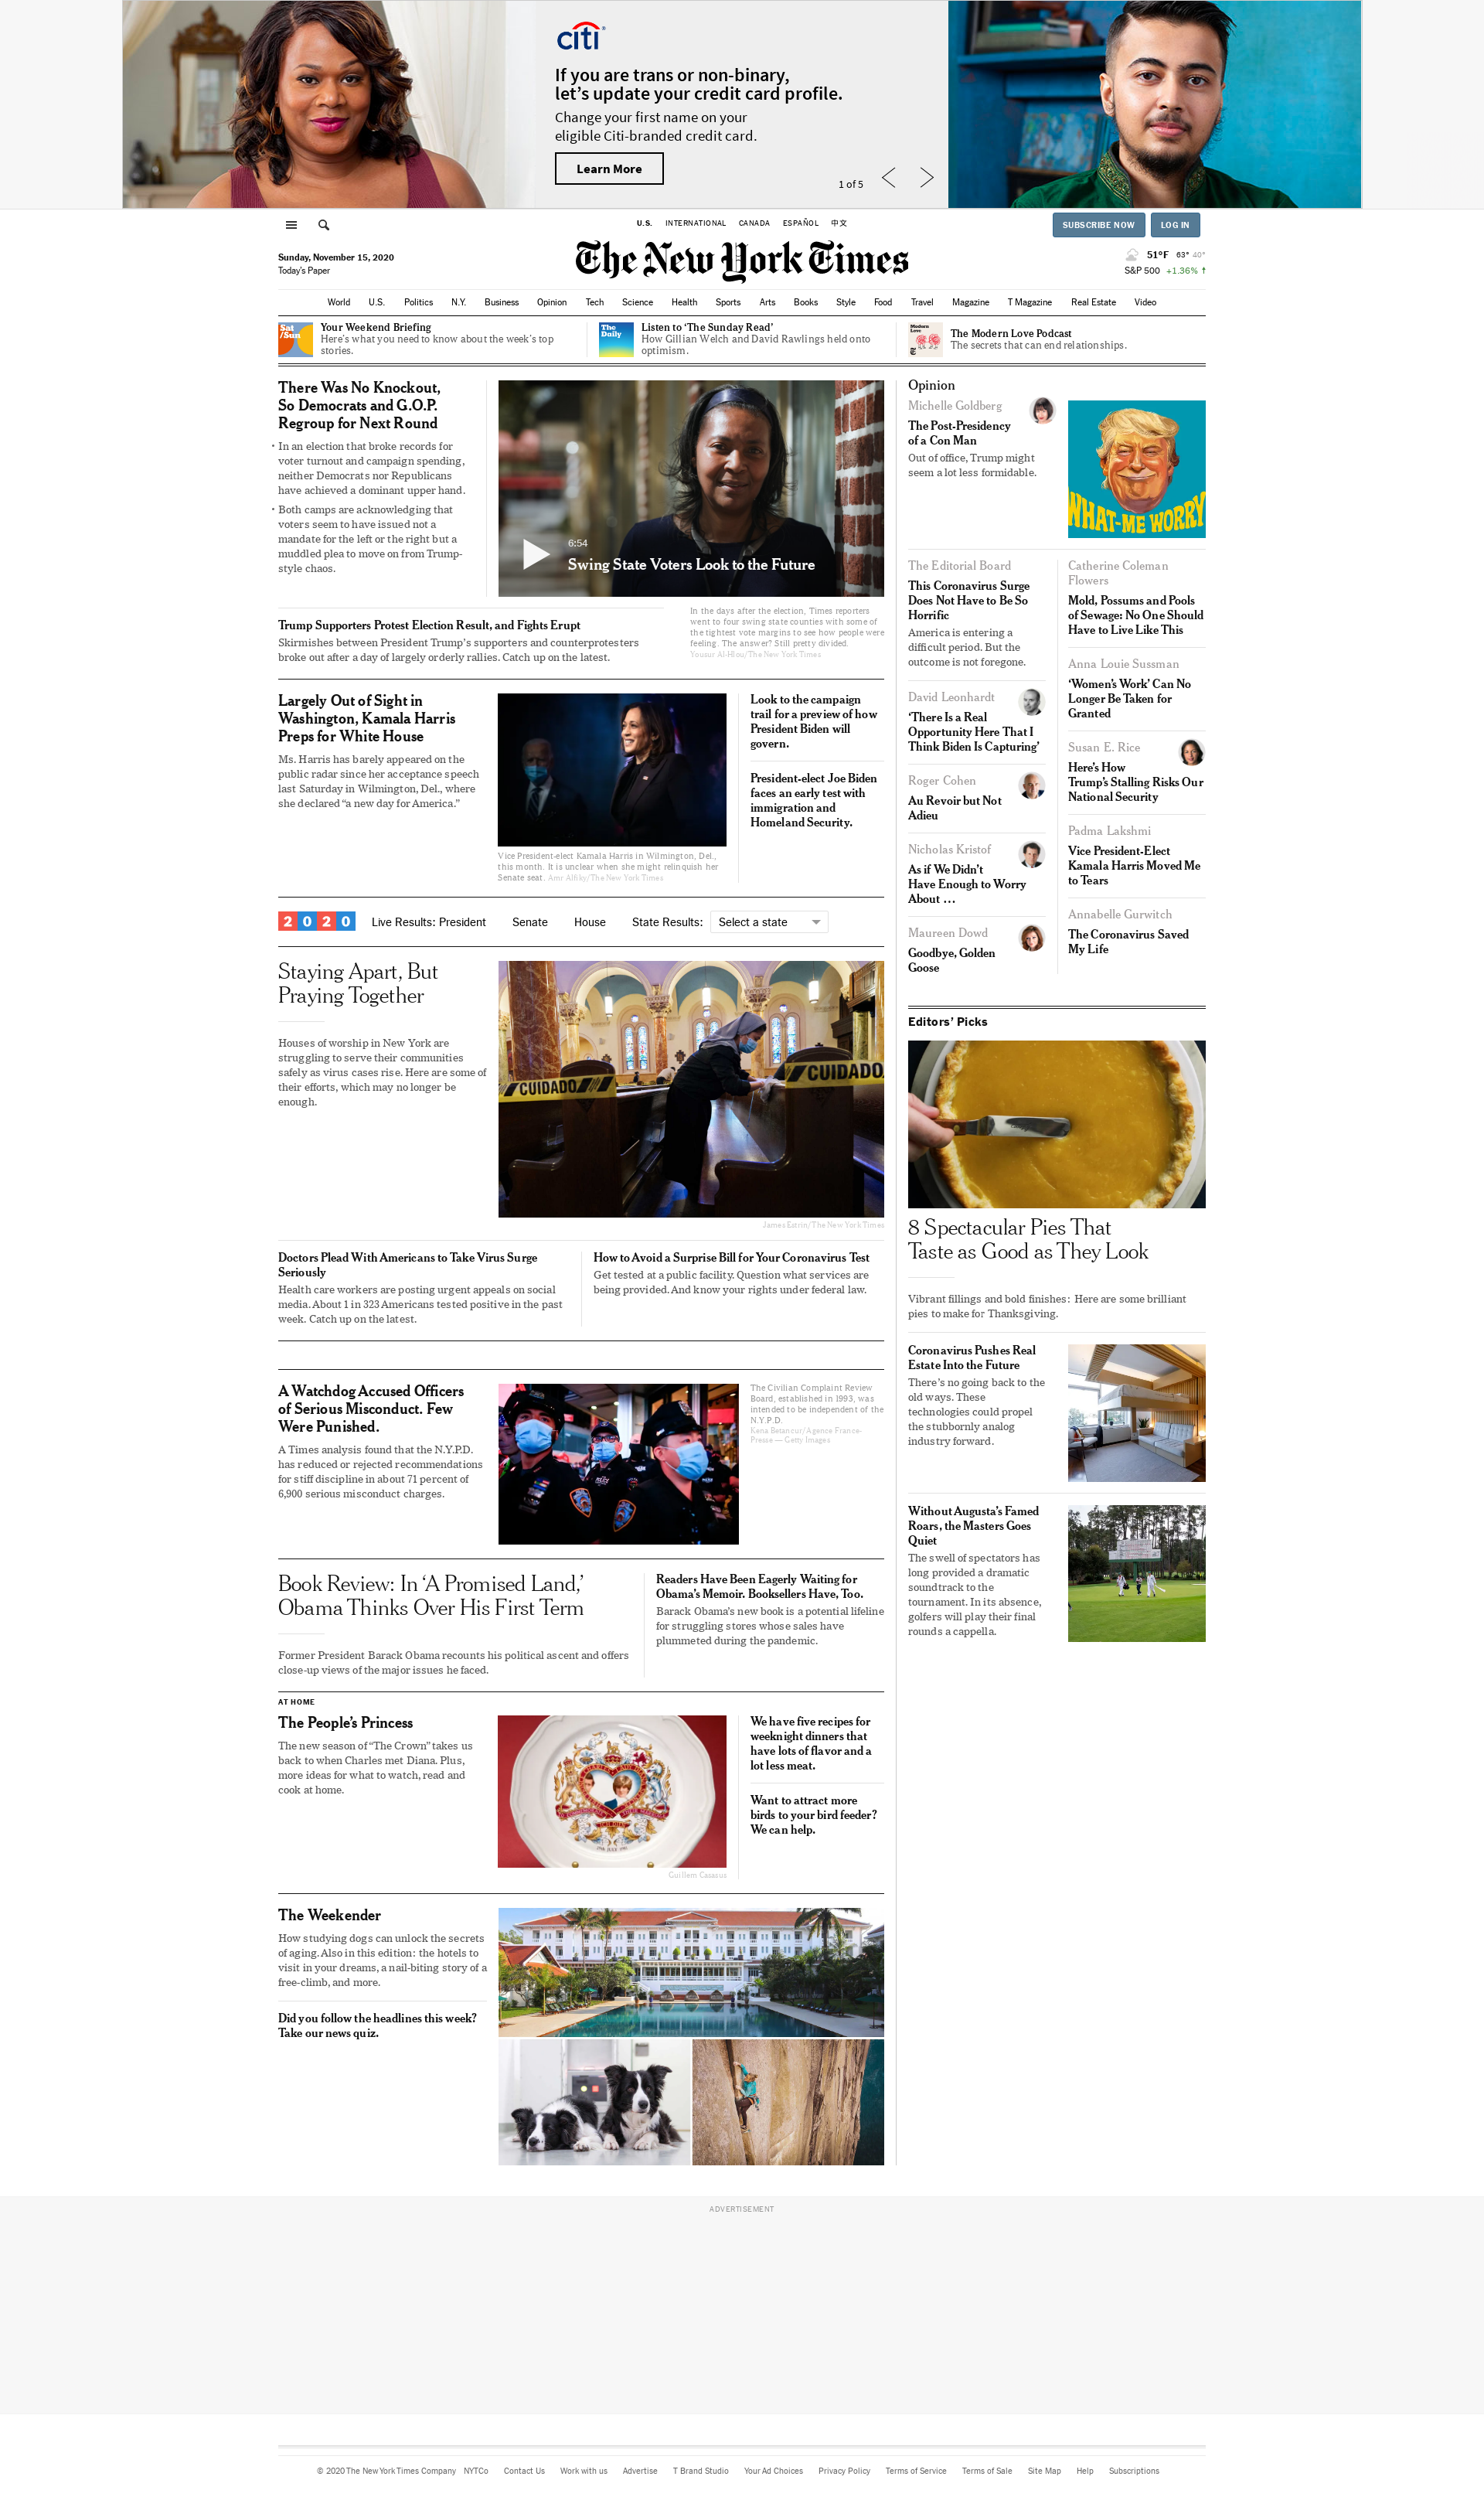 citi
If you are trans or non-binary,
let's update your credit card profile.
Change your first name on your
eligible Citi-branded credit card.
Learn More
1 of 5
U.S. INTERNATIONAL CANADA ESPAÑOL 中文
SUBSCRIBE NOW LOG IN
The New York Times
Sunday, November 15, 2020
Today's Paper
51°F 63° 40°
S&P 500 +1.36% ↑
World U.S. Politics N.Y. Business Opinion Tech Science Health Sports Arts Books Style Food Travel Magazine T Magazine Real Estate Video
Sat
/Sun
Your Weekend Briefing
Here's what you need to know about the week's top
stories.
The
Daily
Listen to 'The Sunday Read'
How Gillian Welch and David Rawlings held onto
optimism.
Modern
Love
The Modern Love Podcast
The secrets that can end relationships.
There Was No Knockout,
So Democrats and G.O.P.
Regroup for Next Round
• In an election that broke records for
voter turnout and campaign spending,
neither Democrats nor Republicans
have achieved a dominant upper hand.
• Both camps are acknowledging that
voters seem to have issued not a
mandate for the left or the right but a
muddled plea to move on from Trump-
style chaos.
6:54
Swing State Voters Look to the Future
Trump Supporters Protest Election Result, and Fights Erupt
Skirmishes between President Trump's supporters and counterprotesters
broke out after a day of largely orderly rallies. Catch up on the latest.
In the days after the election, Times reporters
went to four swing state counties with some of
the tightest vote margins to see how people were
feeling. The answer? Still pretty divided.
Yousur Al-Hlou/The New York Times
Largely Out of Sight in
Washington, Kamala Harris
Preps for White House
Ms. Harris has barely appeared on the
public radar since her acceptance speech
last Saturday in Wilmington, Del., where
she declared "a new day for America."
Vice President-elect Kamala Harris in Wilmington, Del.,
this month. It is unclear when she might relinquish her
Senate seat. Amr Alfiky/The New York Times
Look to the campaign
trail for a preview of how
President Biden will
govern.
President-elect Joe Biden
faces an early test with
immigration and
Homeland Security.
2020 Live Results: President Senate House State Results: Select a state
Staying Apart, But
Praying Together
Houses of worship in New York are
struggling to serve their communities
safely as virus cases rise. Here are some of
their efforts, which may no longer be
enough.
CUIDADO
CUIDADO
James Estrin/The New York Times
Doctors Plead With Americans to Take Virus Surge
Seriously
Health care workers are posting urgent appeals on social
media. About 1 in 323 Americans tested positive in the past
week. Catch up on the latest.
How to Avoid a Surprise Bill for Your Coronavirus Test
Get tested at a public facility. Question what services are
being provided. And know your rights under federal law.
A Watchdog Accused Officers
of Serious Misconduct. Few
Were Punished.
A Times analysis found that the N.Y.P.D.
has reduced or rejected recommendations
for stiff discipline in about 71 percent of
6,900 serious misconduct charges.
The Civilian Complaint Review
Board, established in 1993, was
intended to be independent of the
N.Y.P.D.
Kena Betancur/Agence France-
Presse — Getty Images
Book Review: In 'A Promised Land,'
Obama Thinks Over His First Term
Former President Barack Obama recounts his political ascent and offers
close-up views of the major issues he faced.
Readers Have Been Eagerly Waiting for
Obama's Memoir. Booksellers Have, Too.
Barack Obama's new book is a potential lifeline
for struggling stores whose sales have
plummeted during the pandemic.
AT HOME
The People's Princess
The new season of "The Crown" takes us
back to when Charles met Diana. Plus,
more ideas for what to watch, read and
cook at home.
Guillem Casasus
We have five recipes for
weeknight dinners that
have lots of flavor and a
lot less meat.
Want to attract more
birds to your bird feeder?
We can help.
The Weekender
How studying dogs can unlock the secrets
of aging. Also in this edition: the hotels to
visit in your dreams, a nail-biting story of a
free-climb, and more.
Did you follow the headlines this week?
Take our news quiz.
Opinion
Michelle Goldberg
The Post-Presidency
of a Con Man
Out of office, Trump might
seem a lot less formidable.
WHAT-ME WORRY
The Editorial Board
This Coronavirus Surge
Does Not Have to Be So
Horrific
America is entering a
difficult period. But the
outcome is not foregone.
David Leonhardt
'There Is a Real
Opportunity Here That I
Think Biden Is Capturing'
Roger Cohen
Au Revoir but Not
Adieu
Nicholas Kristof
As if We Didn't
Have Enough to Worry
About …
Maureen Dowd
Goodbye, Golden
Goose
Catherine Coleman
Flowers
Mold, Possums and Pools
of Sewage: No One Should
Have to Live Like This
Anna Louie Sussman
'Women's Work' Can No
Longer Be Taken for
Granted
Susan E. Rice
Here's How
Trump's Stalling Risks Our
National Security
Padma Lakshmi
Vice President-Elect
Kamala Harris Moved Me
to Tears
Annabelle Gurwitch
The Coronavirus Saved
My Life
Editors' Picks
8 Spectacular Pies That
Taste as Good as They Look
Vibrant fillings and bold finishes: Here are some brilliant
pies to make for Thanksgiving.
Coronavirus Pushes Real
Estate Into the Future
There's no going back to the
old ways. These
technologies could propel
the stubbornly analog
industry forward.
Without Augusta's Famed
Roars, the Masters Goes
Quiet
The swell of spectators has
long provided a dramatic
soundtrack to the
tournament. In its absence,
golfers will play their final
rounds a cappella.
ADVERTISEMENT
© 2020 The New York Times Company NYTCo Contact Us Work with us Advertise T Brand Studio Your Ad Choices Privacy Policy Terms of Service Terms of Sale Site Map Help Subscriptions